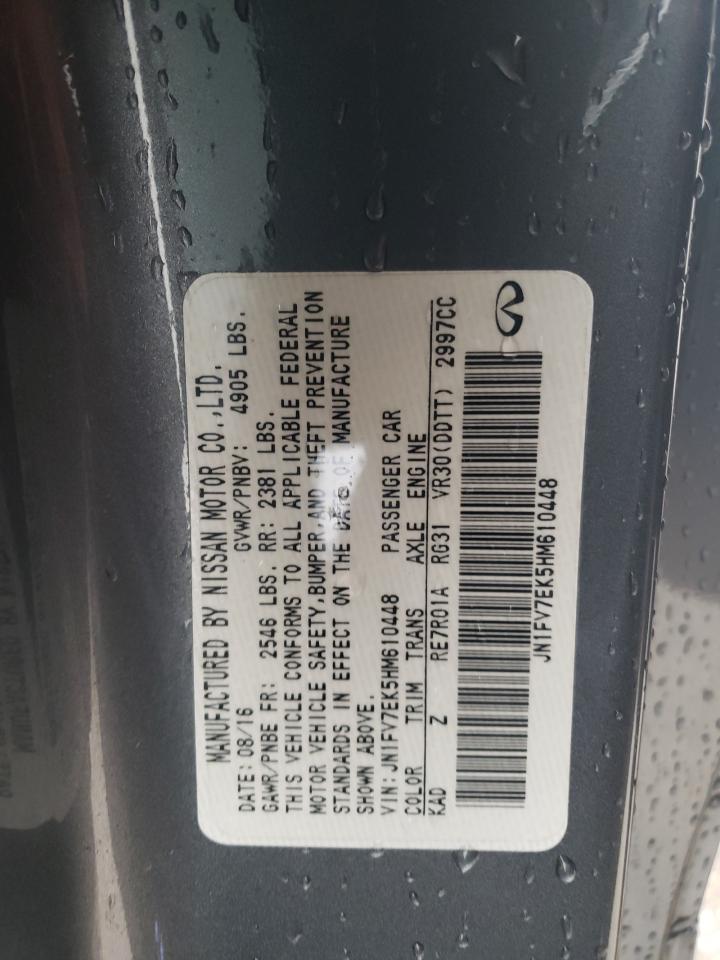 MANUFACTURED BY NISSAN MOTOR CO.,LTD.
DATE: 08/16 GVWR/PNBV: 4905 LBS.
GAWR/PNBE FR: 2546 LBS. RR: 2381 LBS.
THIS VEHICLE CONFORMS TO ALL APPLICABLE FEDERAL
MOTOR VEHICLE SAFETY,BUMPER,AND THEFT PREVENTION
STANDARDS IN EFFECT ON THE DATE OF MANUFACTURE
SHOWN ABOVE.
VIN:JN1FV7EK5HM610448 PASSENGER CAR
COLOR TRIM TRANS AXLE ENGINE
KAD Z RE7R01A RG31 VR30(DDTT) 2997CC
JN1FV7EK5HM610448